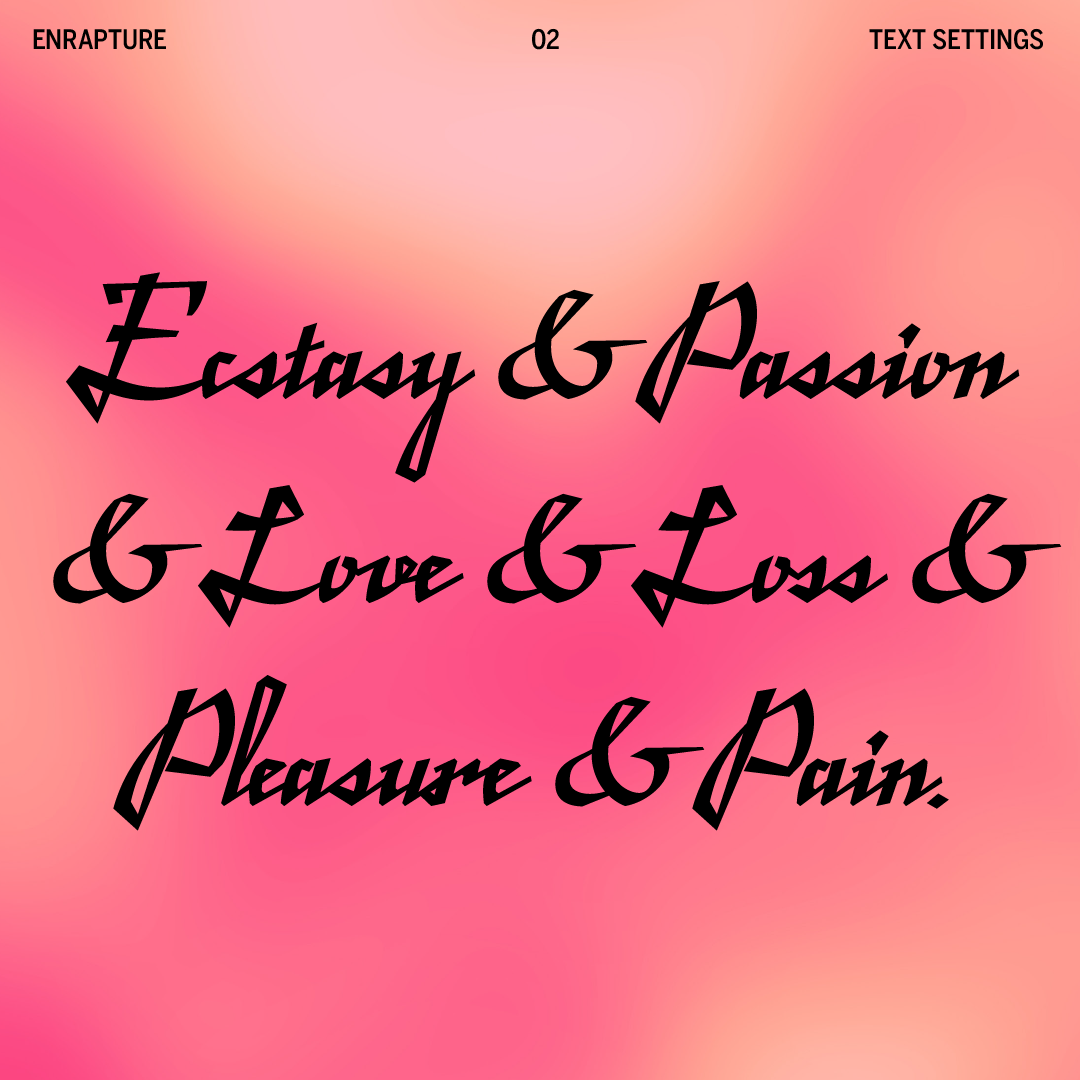 ENRAPTURE 02 TEXT SETTINGS
Ecstasy & Passion
& Love & Loss &
Pleasure & Pain.